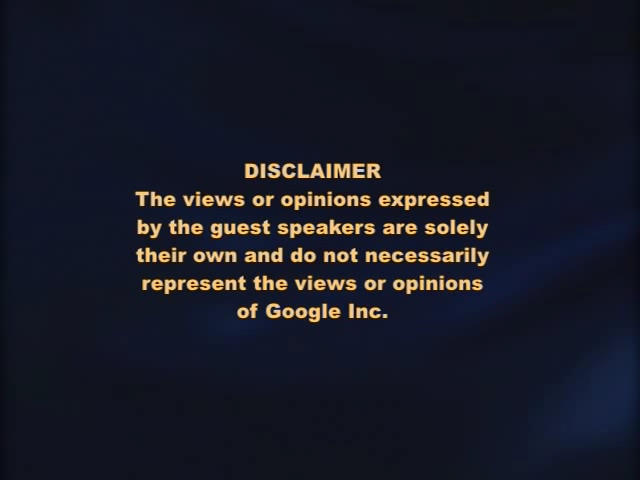 DISCLAIMER
The views or opinions expressed
by the guest speakers are solely
their own and do not necessarily
represent the views or opinions
of Google Inc.